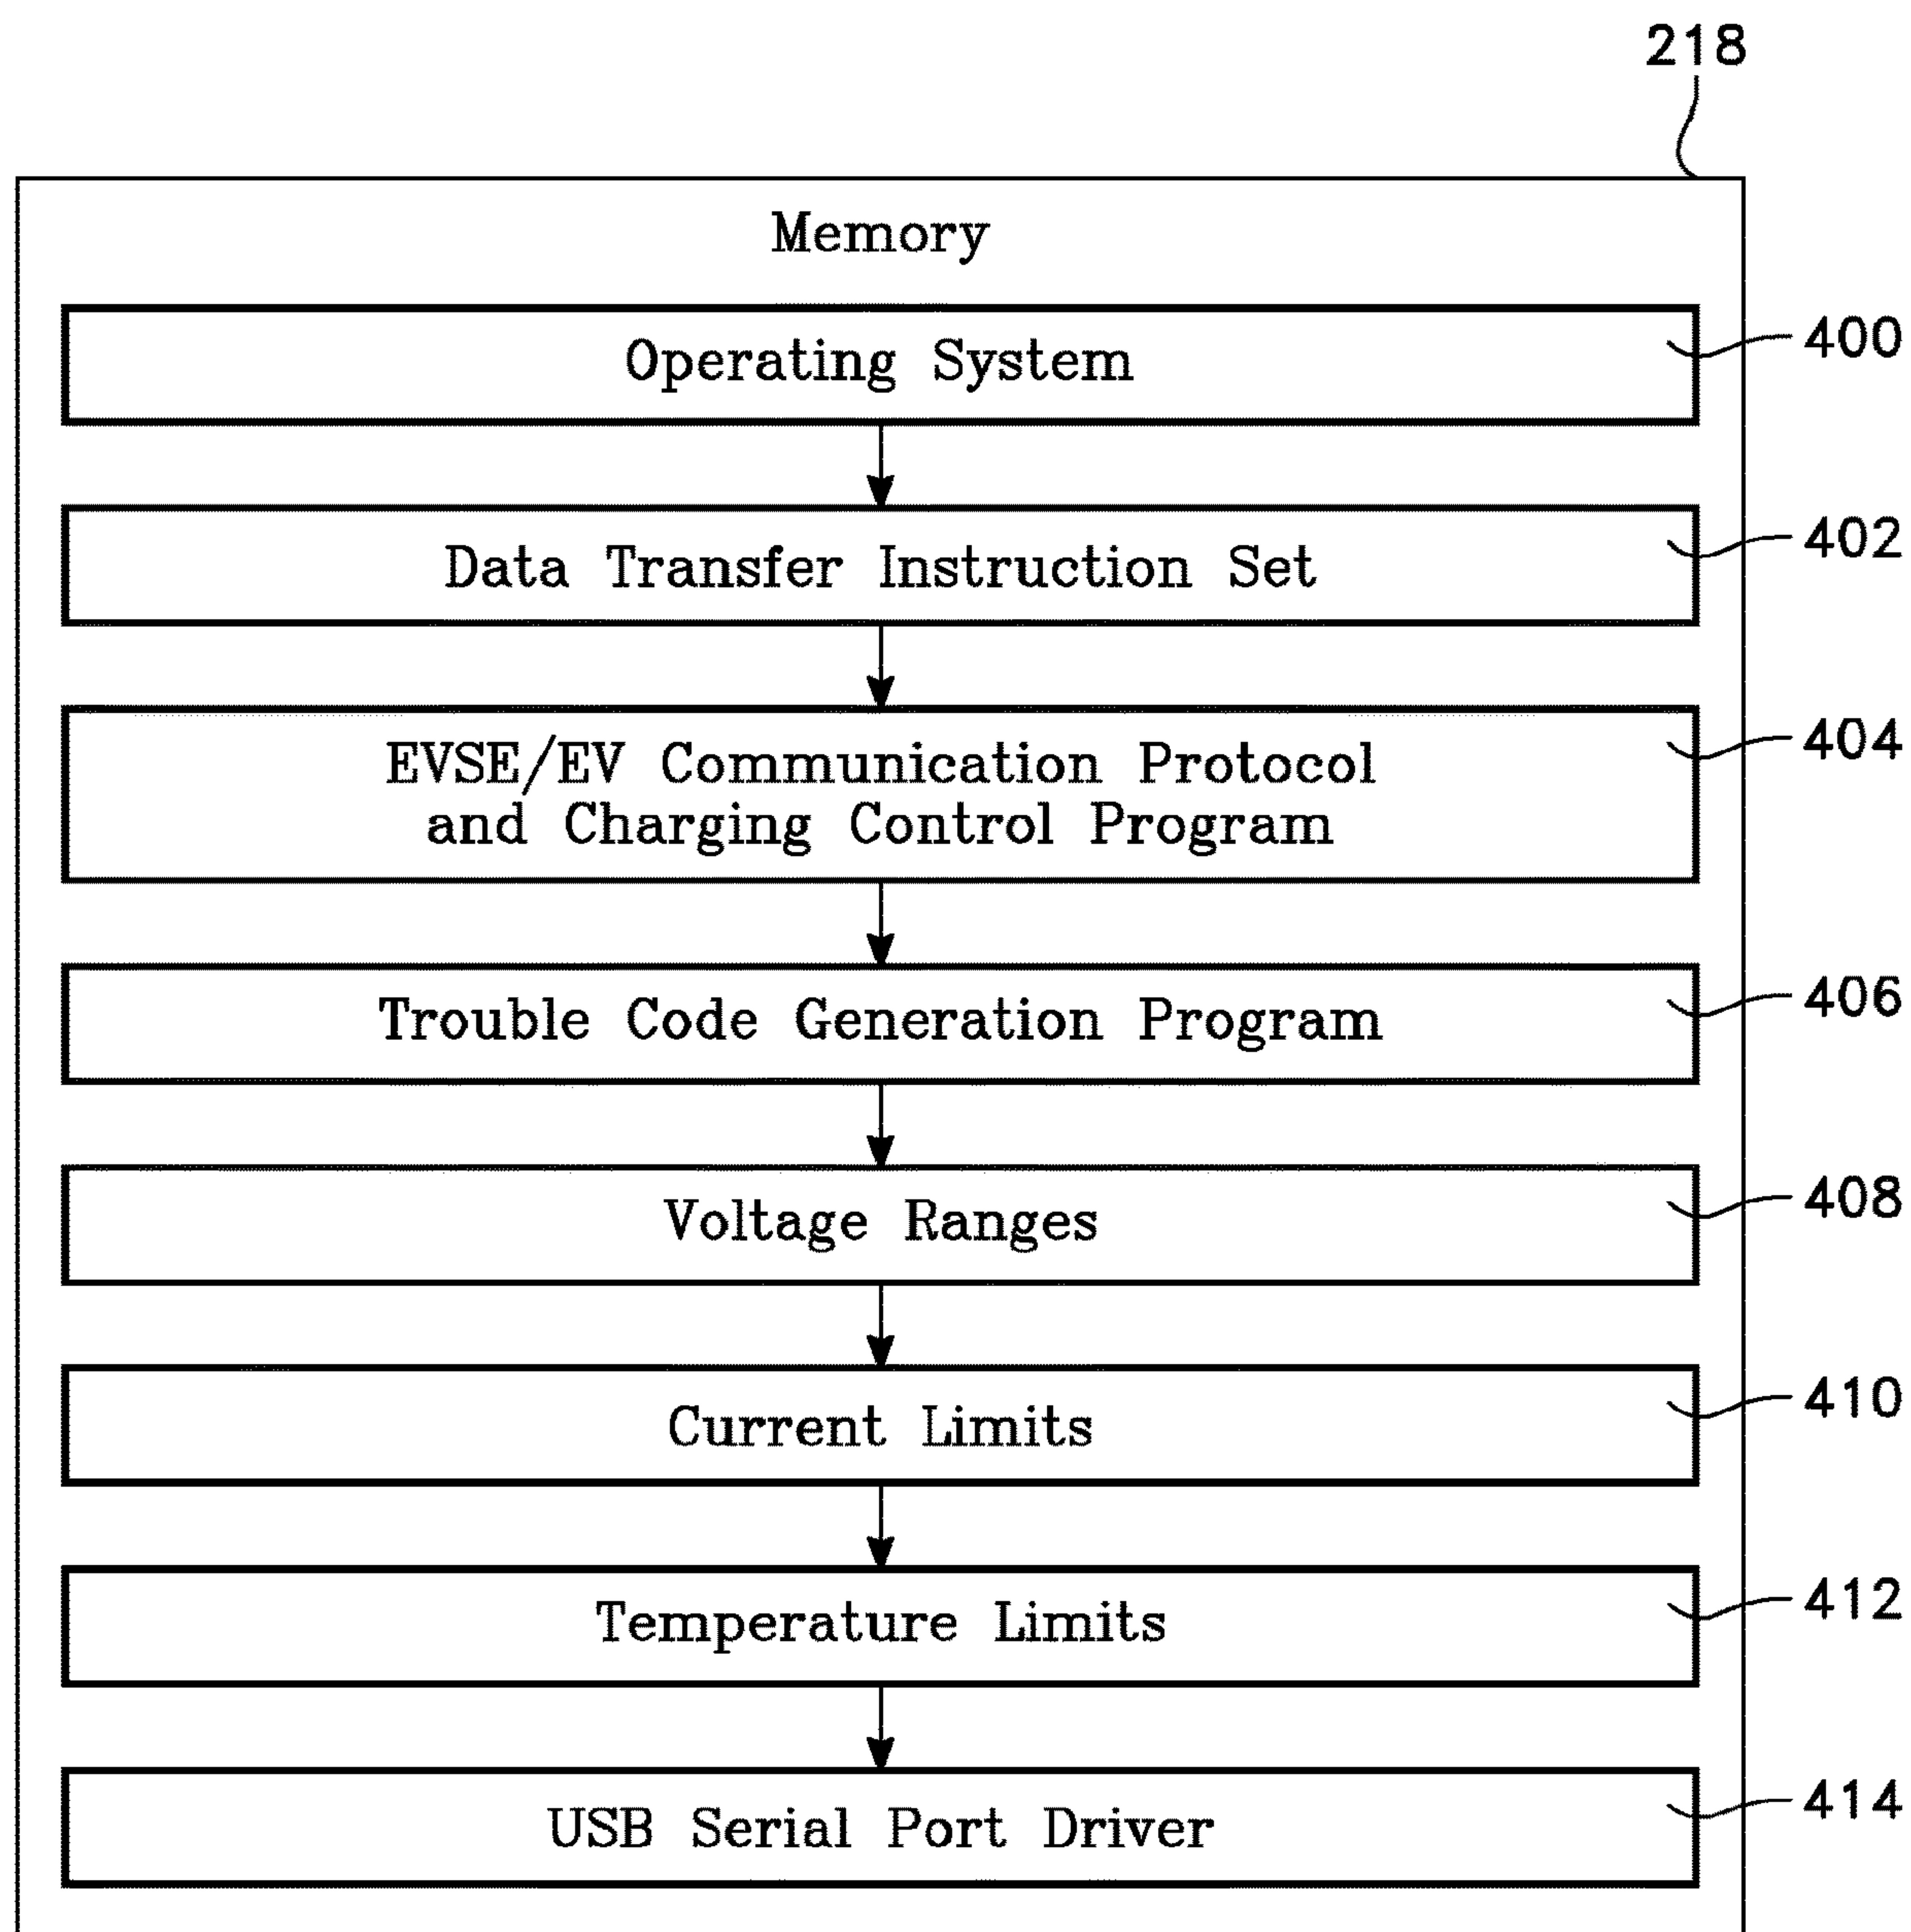 218
Memory
Operating System
400
Data Transfer Instruction Set
402
EVSE/EV Communication Protocol
and Charging Control Program
404
Trouble Code Generation Program
406
Voltage Ranges
408
Current Limits
410
Temperature Limits
412
USB Serial Port Driver
414